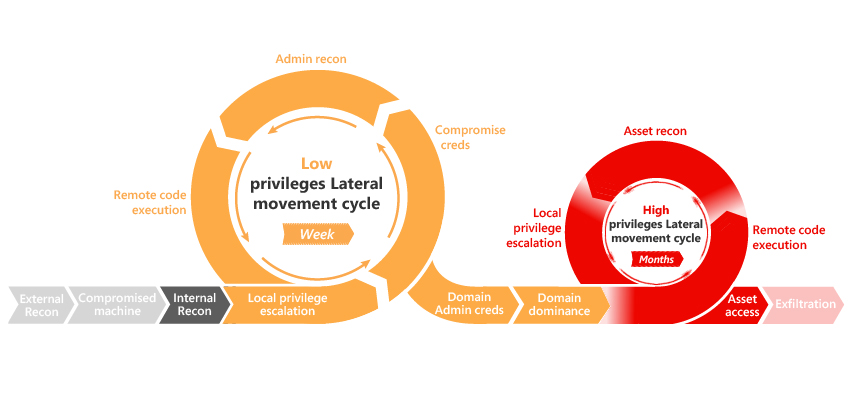 Admin recon
Compromise
creds
Low
privileges Lateral
movement cycle
Week
Remote code
execution
Asset recon
Local
privilege
escalation
High
privileges Lateral
movement cycle
Months
Remote code
execution
External
Recon
Compromised
machine
Internal
Recon
Local privilege
escalation
Domain
Admin creds
Domain
dominance
Asset
access
Exfiltration